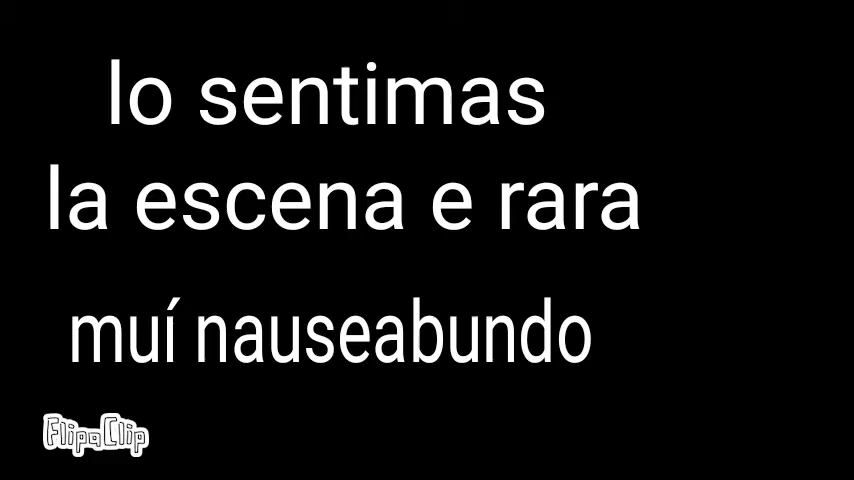 lo sentimas
la escena e rara
muí nauseabundo
FlipaClip